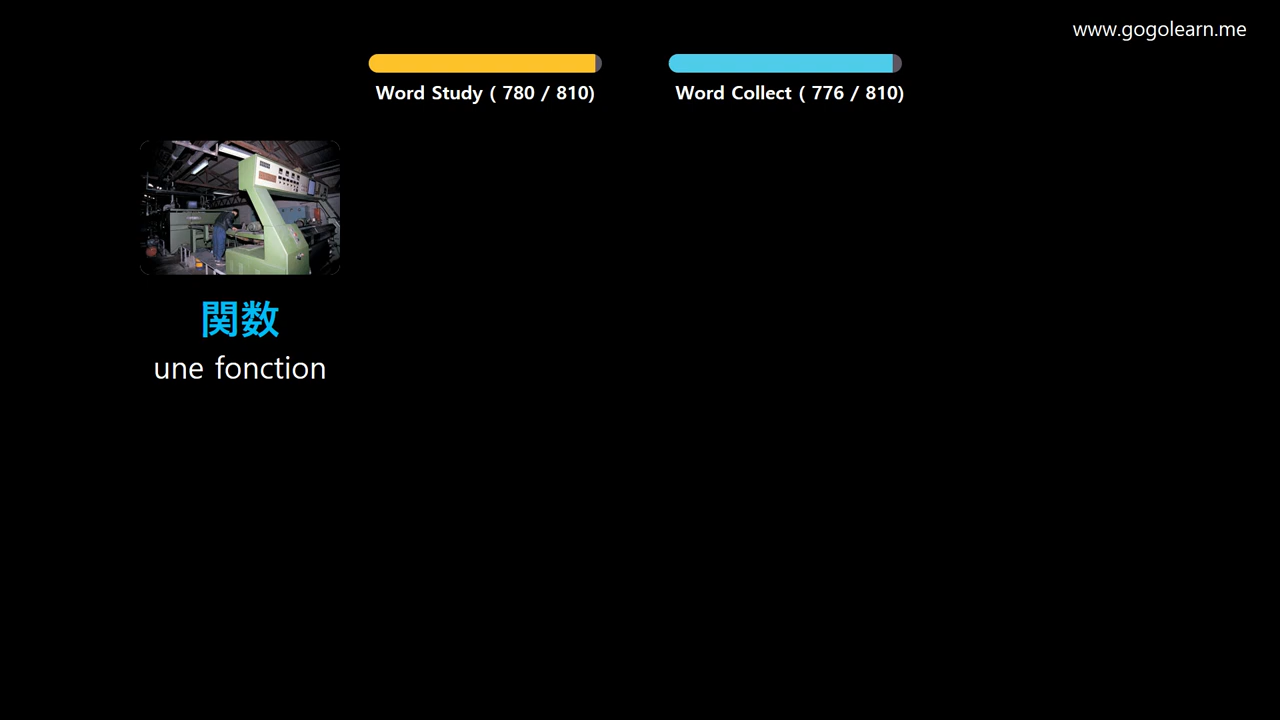 www.gogolearn.me
Word Study ( 780 / 810)
Word Collect ( 776 / 810)
関数
une fonction